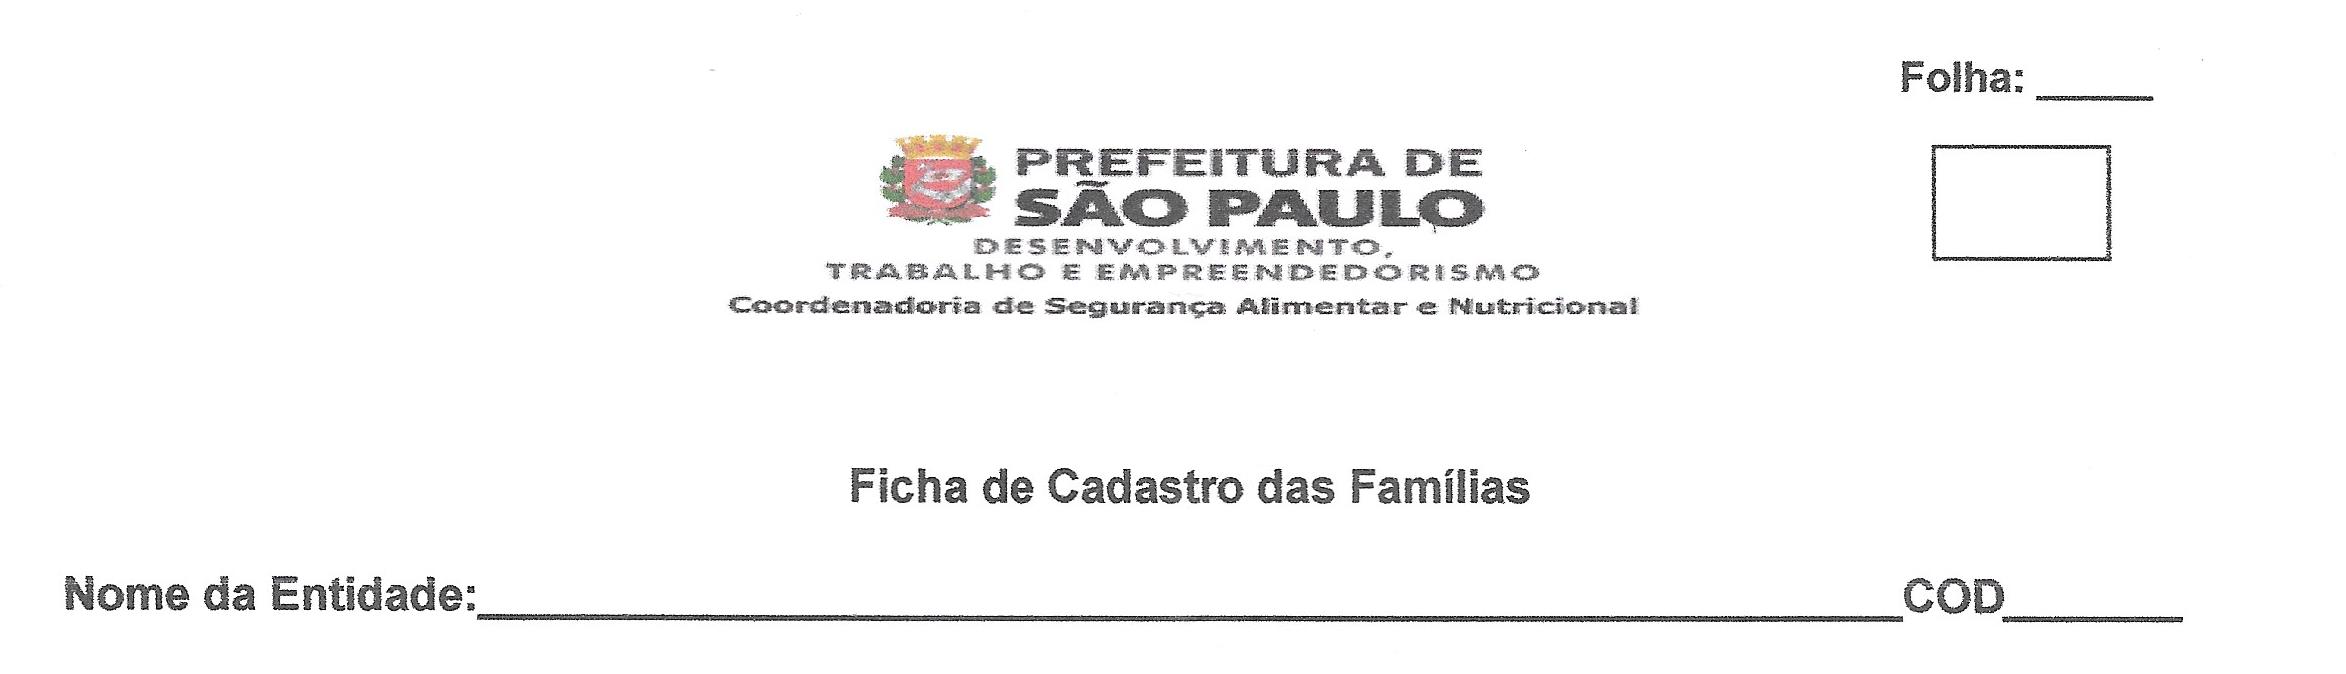 Folha: _____
PREFEITURA DE
SÃO PAULO
DESENVOLVIMENTO,
TRABALHO E EMPREENDEDORISMO
Coordenadoria de Segurança Alimentar e Nutricional
Ficha de Cadastro das Famílias
Nome da Entidade:______________________________COD________